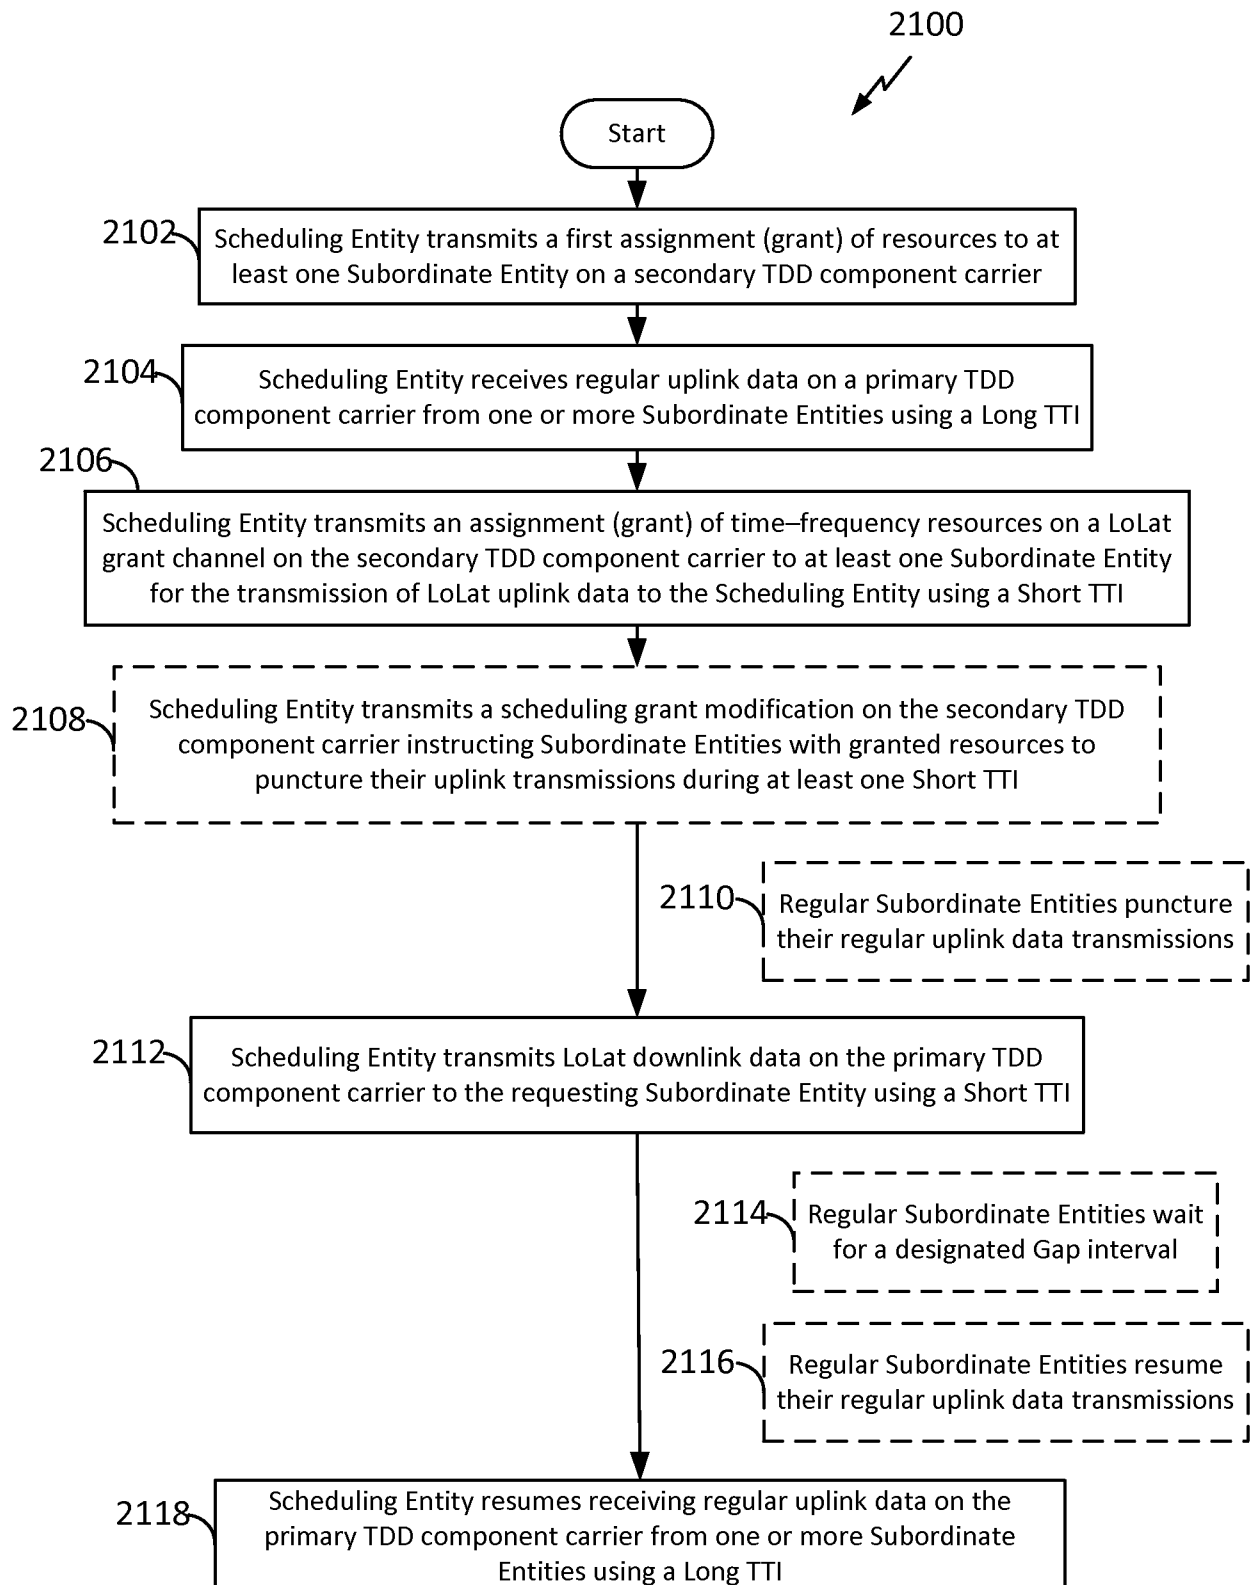 2100
Start
2102
Scheduling Entity transmits a first assignment (grant) of resources to at
least one Subordinate Entity on a secondary TDD component carrier
2104
Scheduling Entity receives regular uplink data on a primary TDD
component carrier from one or more Subordinate Entities using a Long TTI
2106
Scheduling Entity transmits an assignment (grant) of time–frequency resources on a LoLat
grant channel on the secondary TDD component carrier to at least one Subordinate Entity
for the transmission of LoLat uplink data to the Scheduling Entity using a Short TTI
2108
Scheduling Entity transmits a scheduling grant modification on the secondary TDD
component carrier instructing Subordinate Entities with granted resources to
puncture their uplink transmissions during at least one Short TTI
2110
Regular Subordinate Entities puncture
their regular uplink data transmissions
2112
Scheduling Entity transmits LoLat downlink data on the primary TDD
component carrier to the requesting Subordinate Entity using a Short TTI
2114
Regular Subordinate Entities wait
for a designated Gap interval
2116
Regular Subordinate Entities resume
their regular uplink data transmissions
2118
Scheduling Entity resumes receiving regular uplink data on the
primary TDD component carrier from one or more Subordinate
Entities using a Long TTI